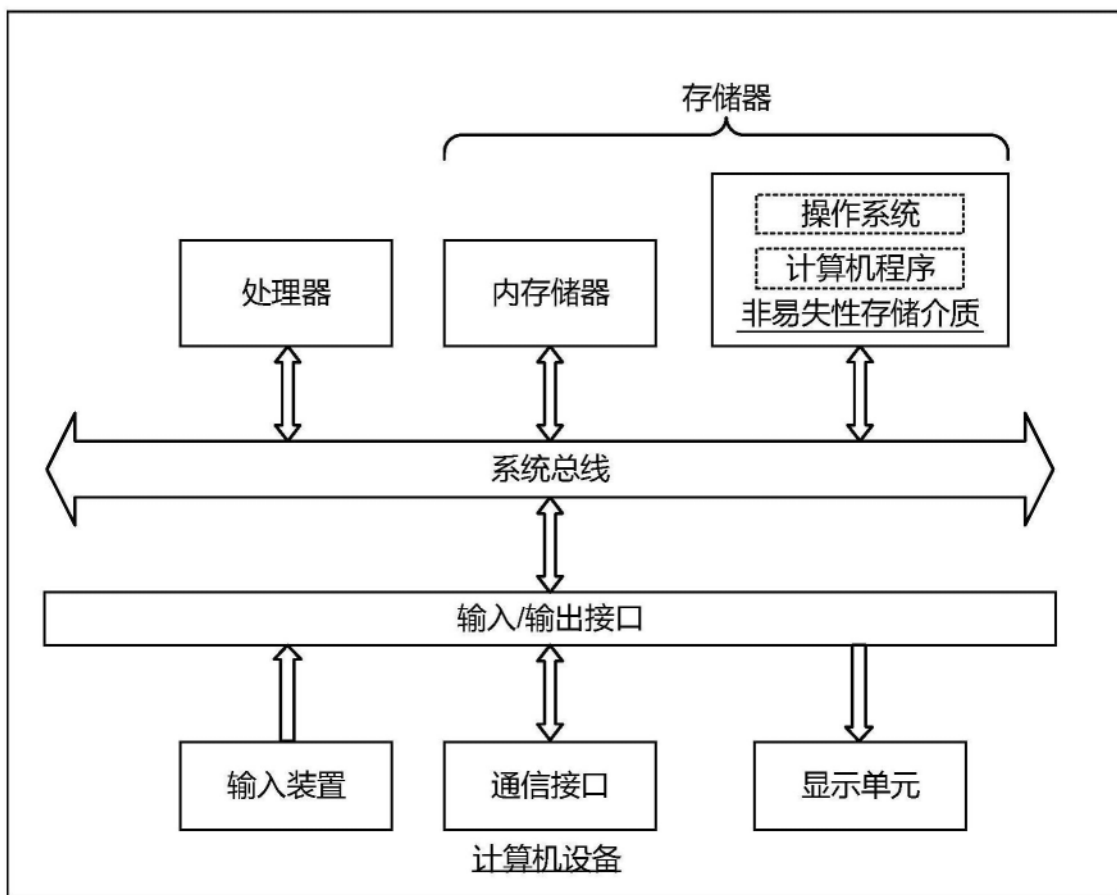 存储器
操作系统
计算机程序
非易失性存储介质
处理器
内存储器
系统总线
输入/输出接口
输入装置
通信接口
显示单元
计算机设备